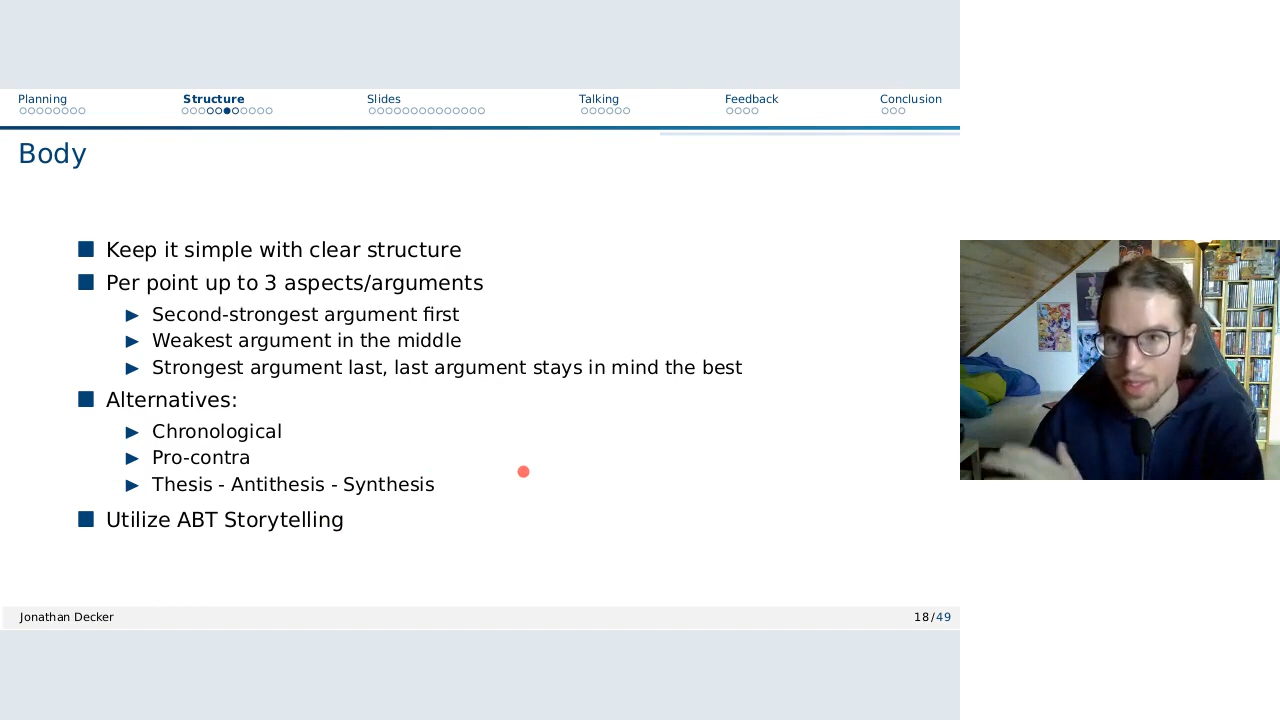 Planning Structure Slides Talking Feedback Conclusion
Body
Keep it simple with clear structure
Per point up to 3 aspects/arguments
Second-strongest argument first
Weakest argument in the middle
Strongest argument last, last argument stays in mind the best
Alternatives:
Chronological
Pro-contra
Thesis - Antithesis - Synthesis
Utilize ABT Storytelling
Jonathan Decker 18/49